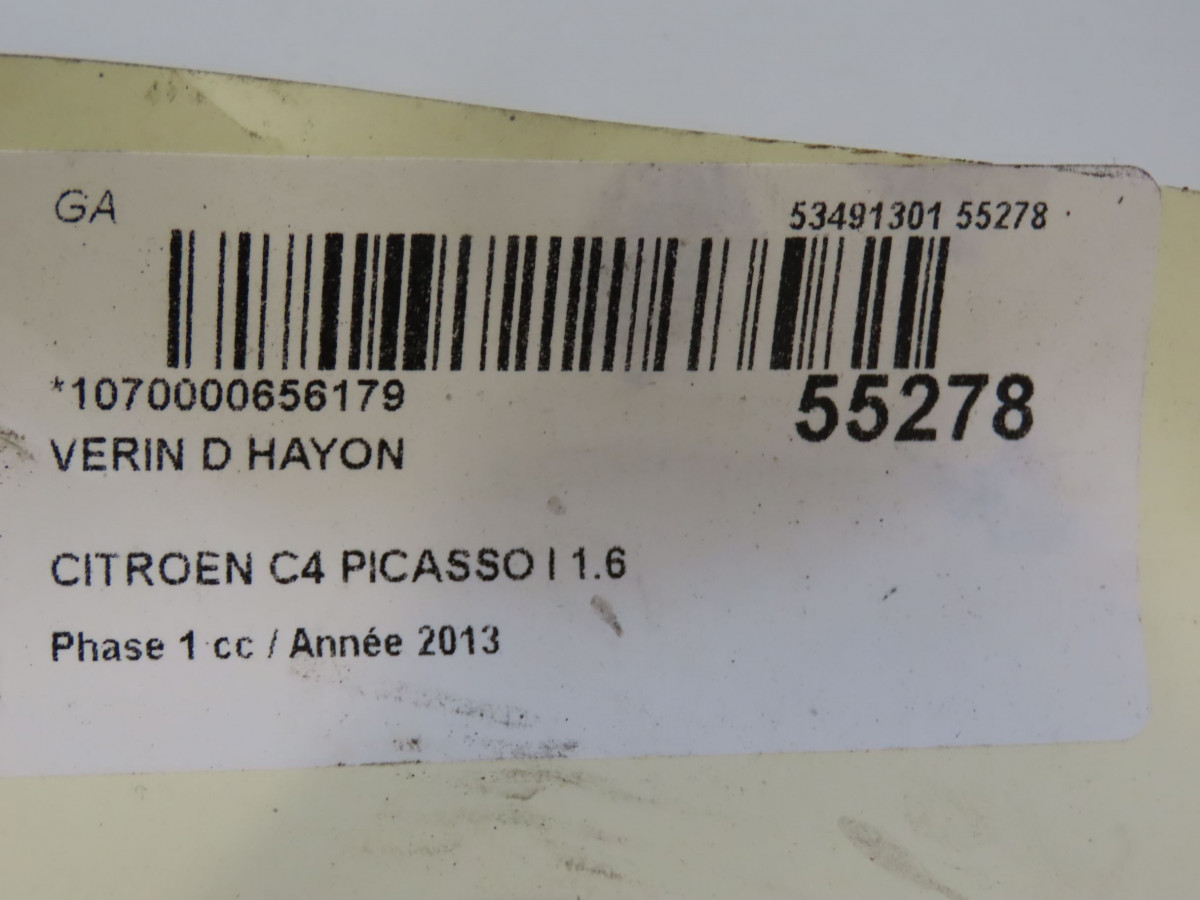 GA
53491301 55278
*1070000656179
55278
VERIN D HAYON
CITROEN C4 PICASSO I 1.6
Phase 1 cc / Année 2013